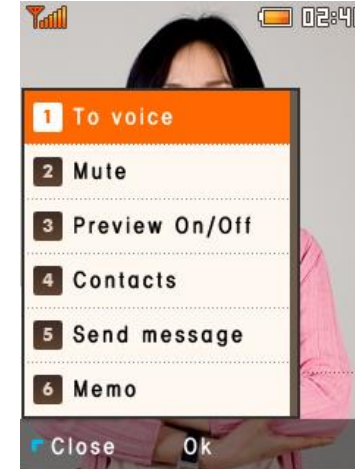 1 To voice
2 Mute
3 Preview On/Off
4 Contacts
5 Send message
6 Memo
Close Ok